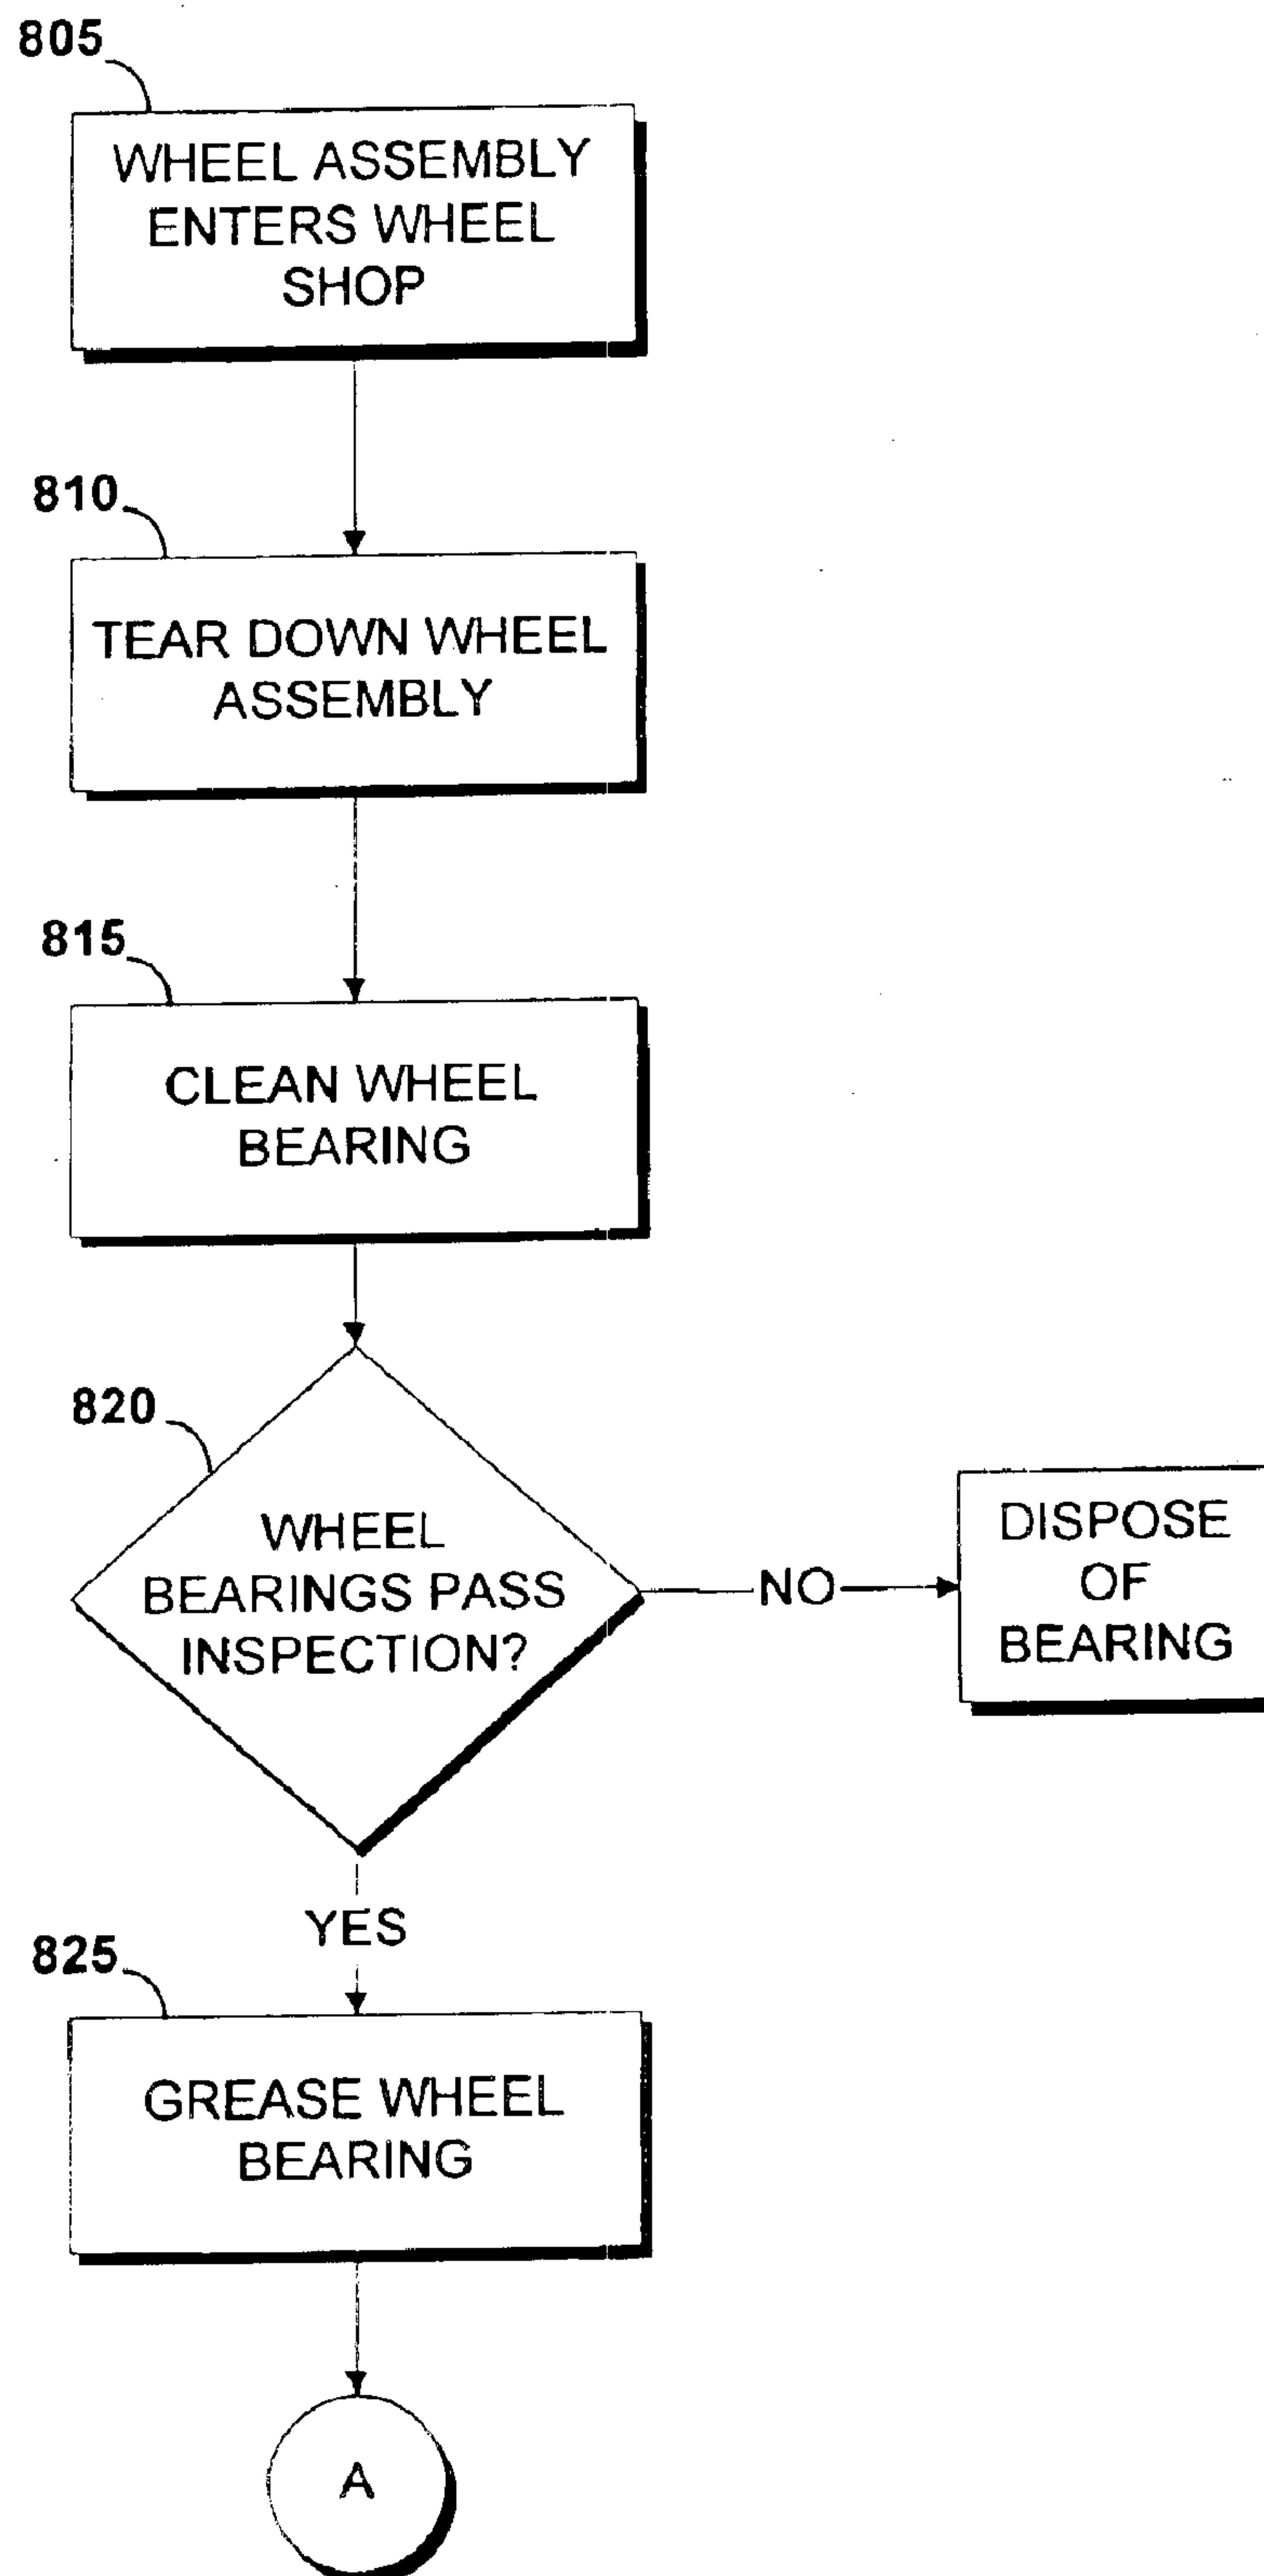 805
WHEEL ASSEMBLY
ENTERS WHEEL
SHOP
810
TEAR DOWN WHEEL
ASSEMBLY
815
CLEAN WHEEL
BEARING
820
WHEEL
BEARINGS PASS
INSPECTION?
NO
DISPOSE
OF
BEARING
YES
825
GREASE WHEEL
BEARING
A